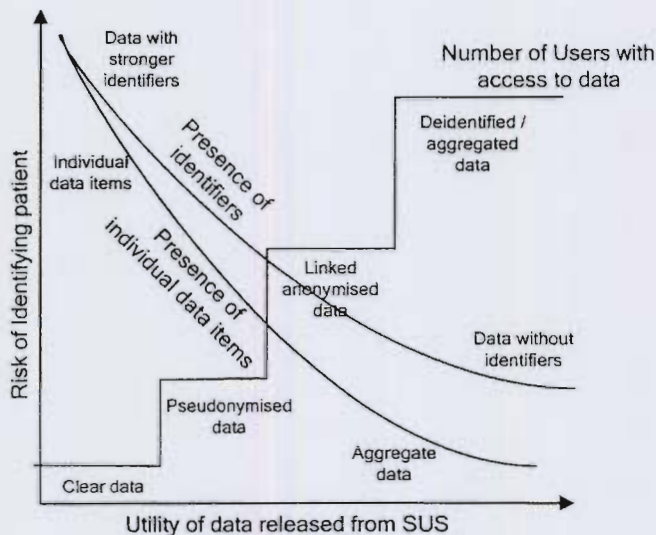 Data with
stronger
identifiers
Number of Users with
access to data
Presence of
identifiers
Deidentified /
aggregated
data
Individual
data items
Presence of
individual data items
Risk of Identifying patient
Linked
anonymised
data
Data without
identifiers
Pseudonymised
data
Aggregate
data
Clear data
Utility of data released from SUS